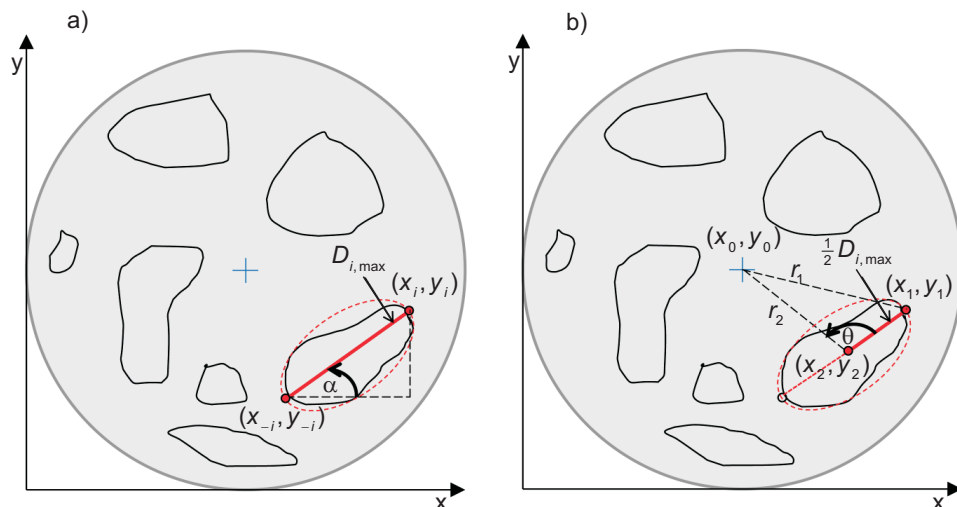 a)
y
D_{i,max}
(x_i, y_i)
α
(x_{-i}, y_{-i})
x
b)
y
(x_0, y_0)
½D_{i,max}
r_1
(x_1, y_1)
r_2
θ
(x_2, y_2)
x